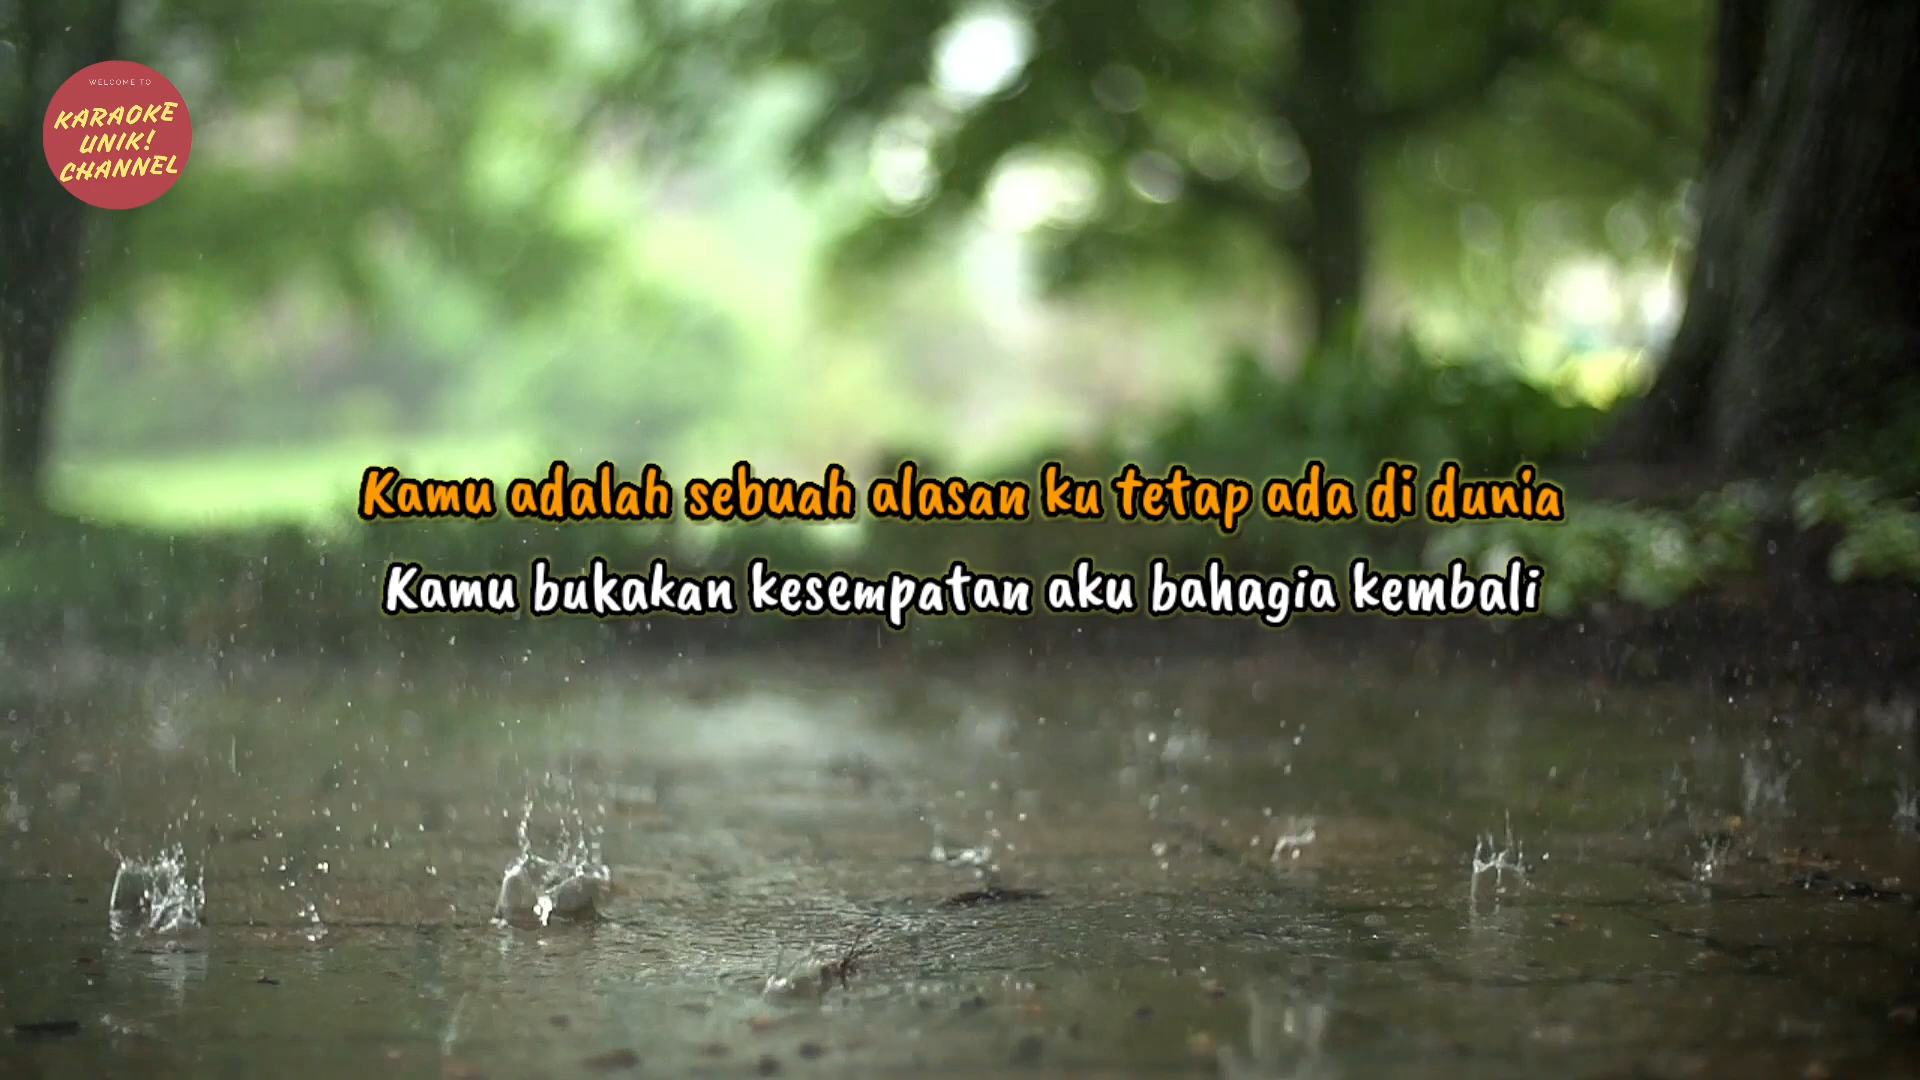 WELCOME TO
KARAOKE
UNIK!
CHANNEL
Kamu adalah sebuah alasan ku tetap ada di dunia
Kamu bukakan kesempatan aku bahagia kembali